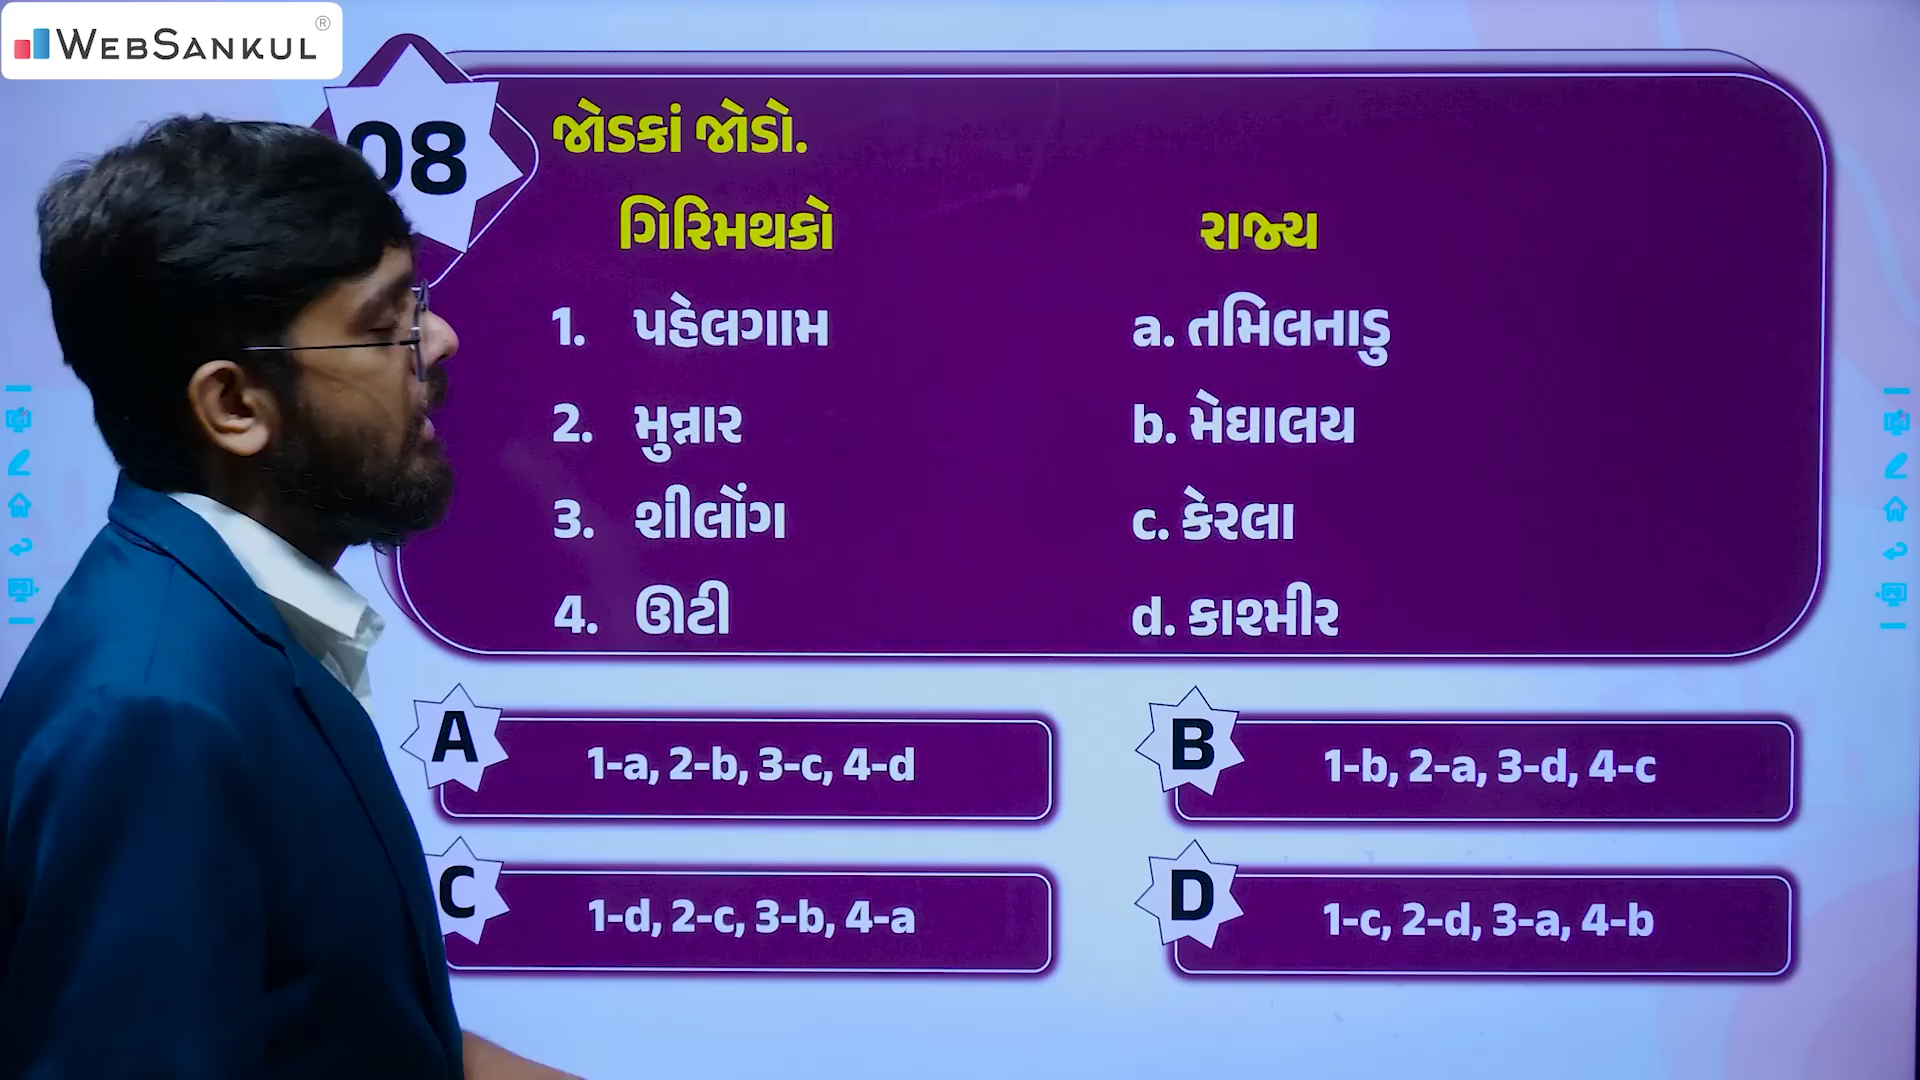 WEBSANKUL®
08
જોડકાં જોડો.
ગિરિમથકો રાજ્ય
1. પહેલગામ a. તમિલનાડુ
2. મુન્નાર b. મેઘાલય
3. શીલોંગ c. કેરલા
4. ઊટી d. કાશ્મીર
A 1-a, 2-b, 3-c, 4-d
B 1-b, 2-a, 3-d, 4-c
C 1-d, 2-c, 3-b, 4-a
D 1-c, 2-d, 3-a, 4-b